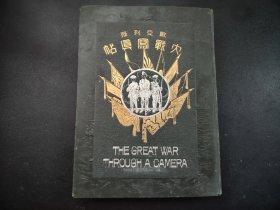 大戰寫眞帖
THE GREAT WAR
THROUGH A CAMERA